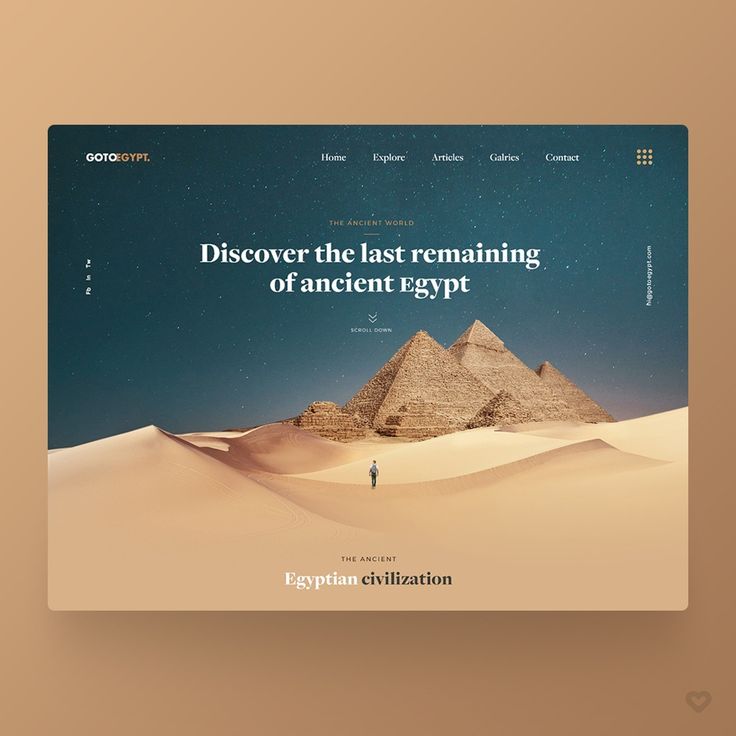 GOTOEGYPT.
Home Explore Articles Galries Contact
THE ANCIENT WORLD
Discover the last remaining
of ancient Egypt
SCROLL DOWN
Fb In Tw
hi@gotoegypt.com
THE ANCIENT
Egyptian civilization